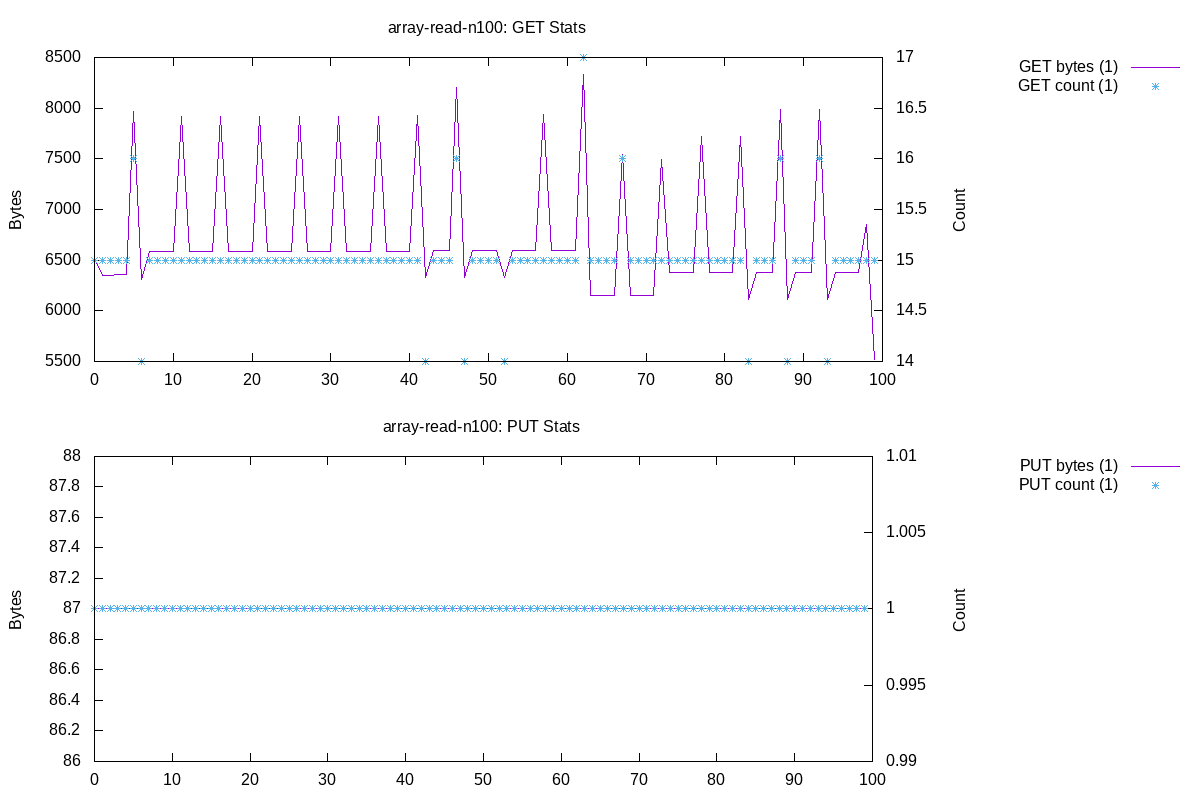 array-read-n100: GET Stats
8500
8000
7500
7000
6500
6000
5500
Bytes
0 10 20 30 40 50 60 70 80 90 100
17
16.5
16
15.5
15
14.5
14
Count
GET bytes (1)
GET count (1)
array-read-n100: PUT Stats
88
87.8
87.6
87.4
87.2
87
86.8
86.6
86.4
86.2
86
Bytes
0 10 20 30 40 50 60 70 80 90 100
1.01
1.005
1
0.995
0.99
Count
PUT bytes (1)
PUT count (1)